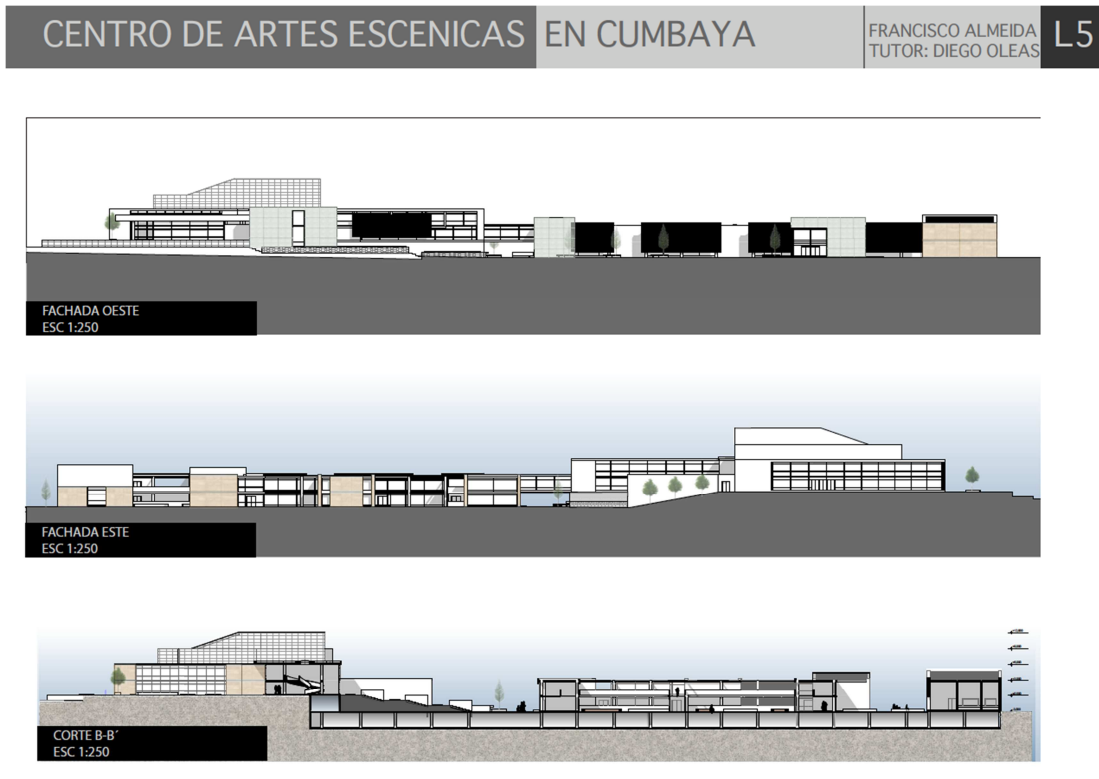 CENTRO DE ARTES ESCENICAS EN CUMBAYA
FRANCISCO ALMEIDA
TUTOR: DIEGO OLEAS
L5
FACHADA OESTE
ESC 1:250
FACHADA ESTE
ESC 1:250
CORTE B-B´
ESC 1:250